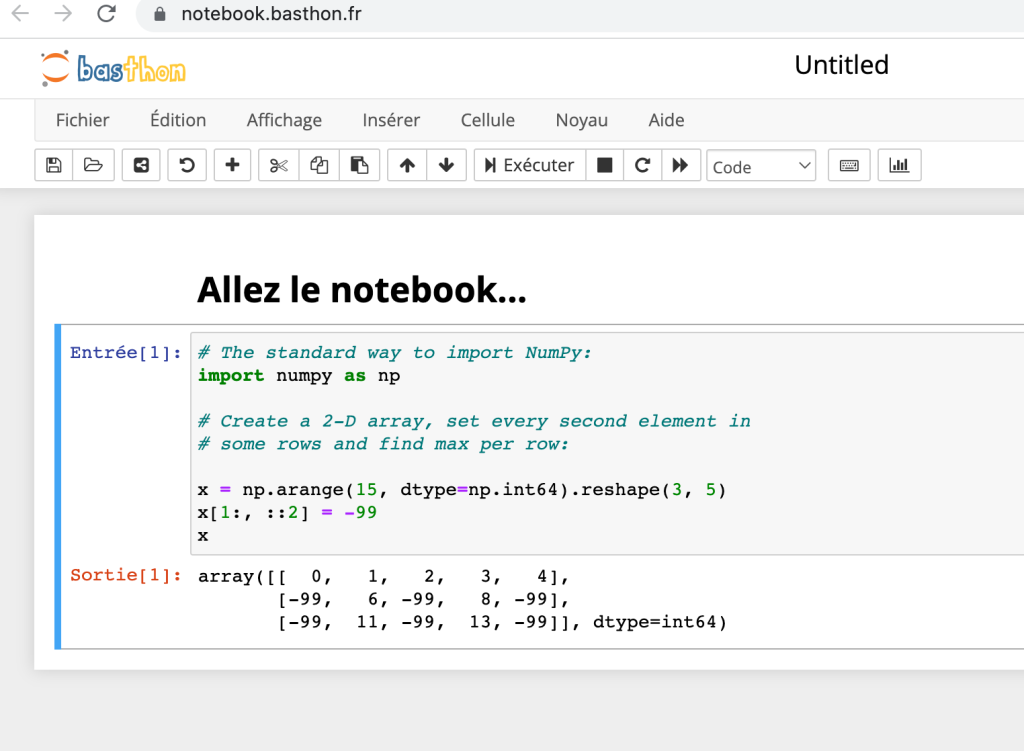 notebook.basthon.fr
basthon
Untitled
Fichier Édition Affichage Insérer Cellule Noyau Aide
Exécuter Code
Allez le notebook...
Entrée[1]: # The standard way to import NumPy:
import numpy as np
# Create a 2-D array, set every second element in
# some rows and find max per row:
x = np.arange(15, dtype=np.int64).reshape(3, 5)
x[1:, ::2] = -99
x
Sortie[1]: array([[  0,   1,   2,   3,   4],
       [-99,   6, -99,   8, -99],
       [-99,  11, -99,  13, -99]], dtype=int64)